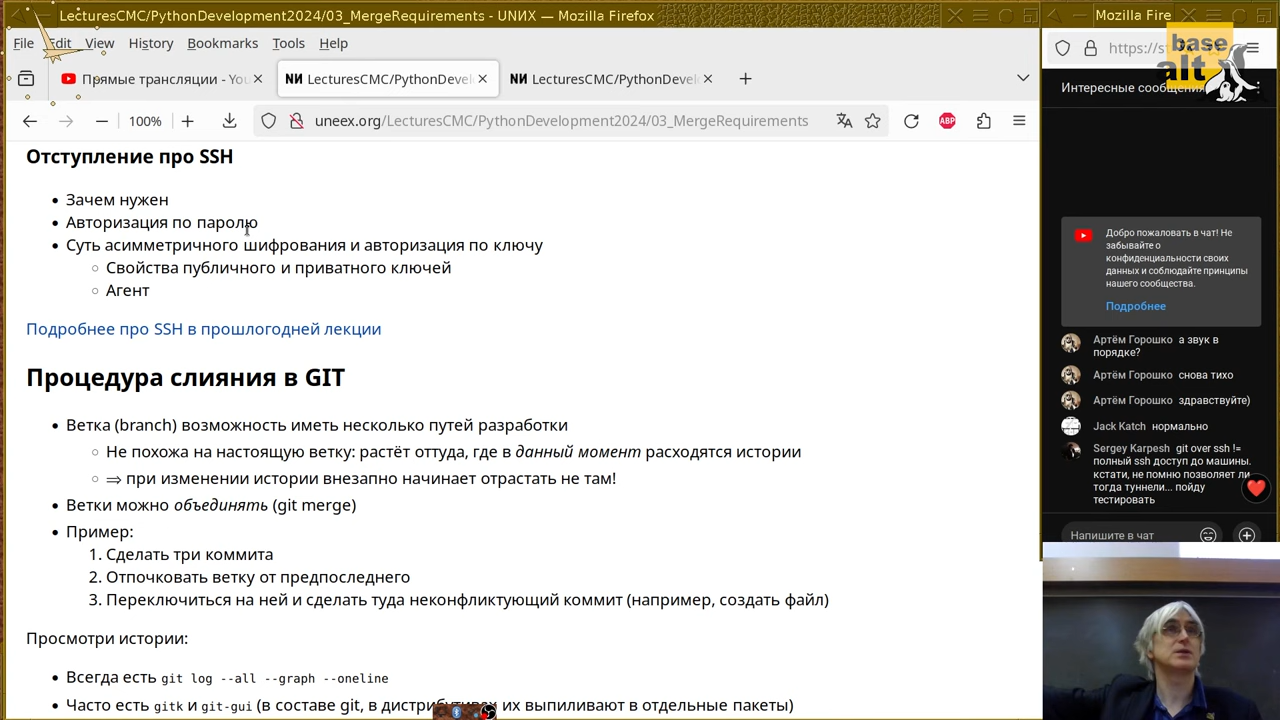 LecturesCMC/PythonDevelopment2024/03_MergeRequirements - UNИX — Mozilla Firefox
File Edit View History Bookmarks Tools Help
Прямые трансляции - You
LecturesCMC/PythonDevel
LecturesCMC/PythonDevel
100%
uneex.org/LecturesCMC/PythonDevelopment2024/03_MergeRequirements
ABP
Отступление про SSH
Зачем нужен
Авторизация по паролю
Суть асимметричного шифрования и авторизация по ключу
Свойства публичного и приватного ключей
Агент
Подробнее про SSH в прошлогодней лекции
Процедура слияния в GIT
Ветка (branch) возможность иметь несколько путей разработки
Не похожа на настоящую ветку: растёт оттуда, где в данный момент расходятся истории
⇒ при изменении истории внезапно начинает отрастать не там!
Ветки можно объединять (git merge)
Пример:
1. Сделать три коммита
2. Отпочковать ветку от предпоследнего
3. Переключиться на ней и сделать туда неконфликтующий коммит (например, создать файл)
Просмотри истории:
Всегда есть git log --all --graph --oneline
Часто есть gitk и git-gui (в составе git, в дистрибутивах их выпиливают в отдельные пакеты)
Mozilla Fire
https://s
base
alt
Интересные сообщения
Добро пожаловать в чат! Не
забывайте о
конфиденциальности своих
данных и соблюдайте принципы
нашего сообщества.
Подробнее
Артём Горошко а звук в
порядке?
Артём Горошко снова тихо
Артём Горошко здравствуйте)
Jack Katch нормально
Sergey Karpesh git over ssh !=
полный ssh доступ до машины.
кстати, не помню позволяет ли
тогда туннели... пойду
тестировать
Напишите в чат